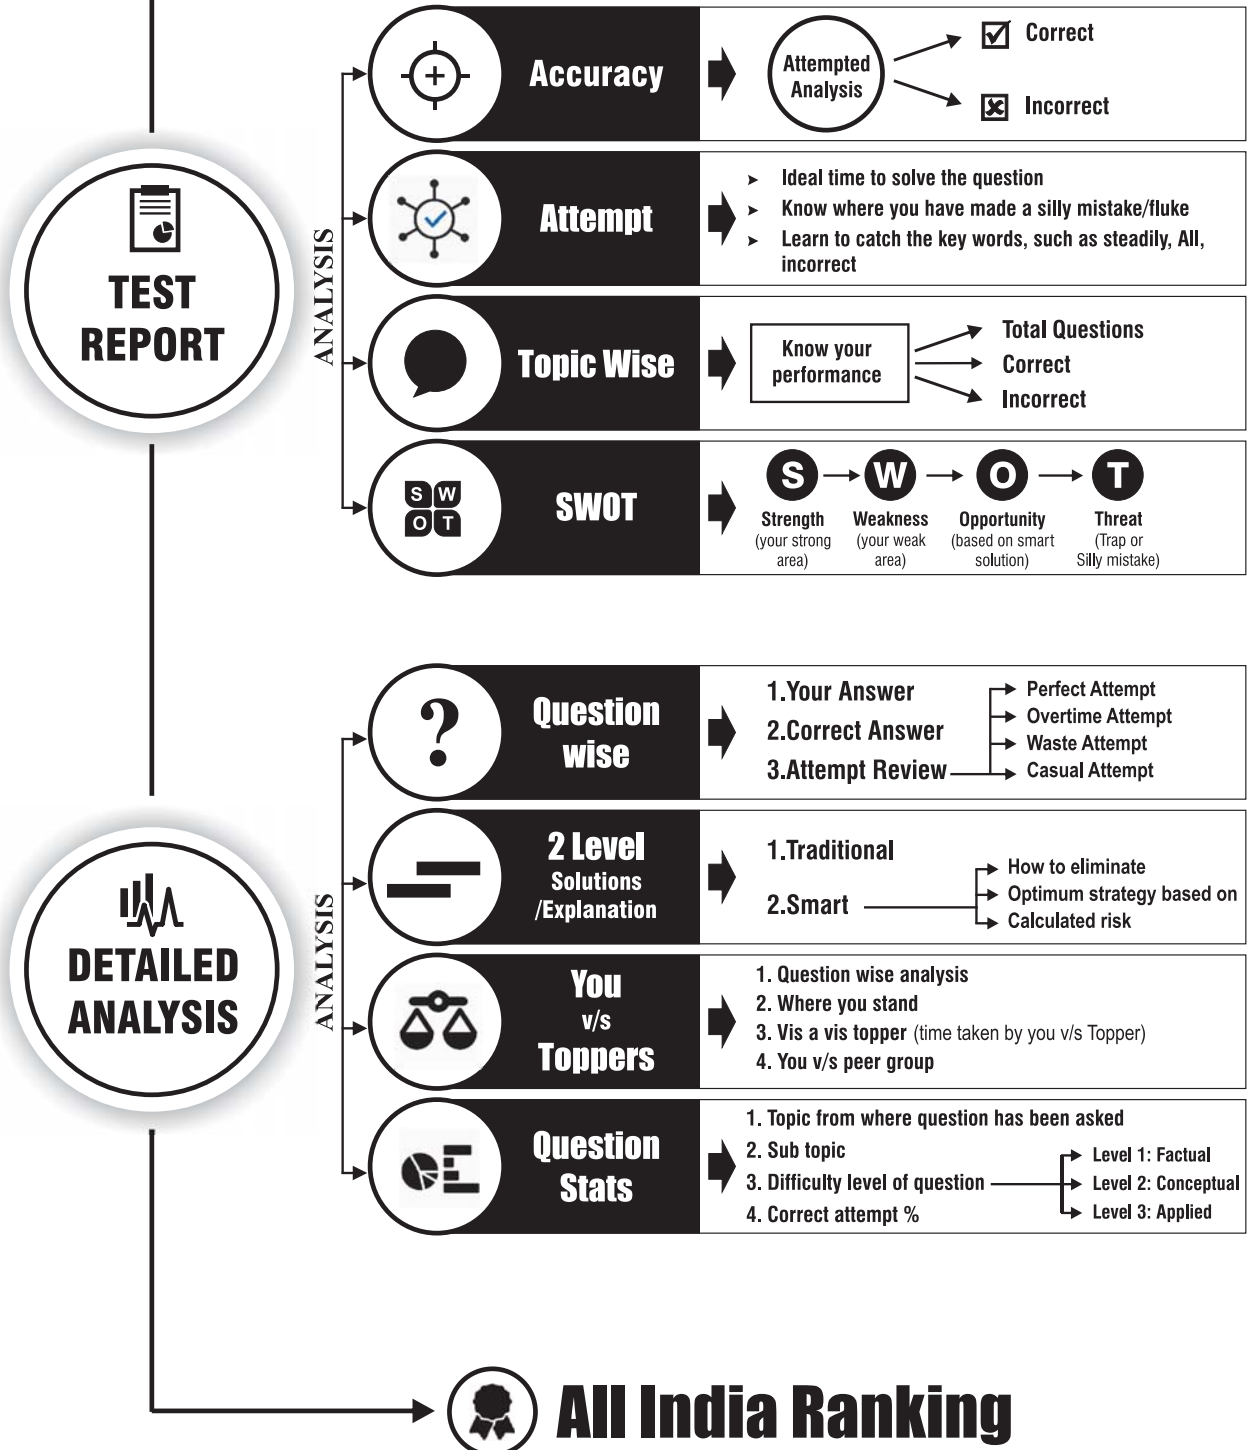 TEST
REPORT
ANALYSIS
Accuracy
Attempted
Analysis
Correct
Incorrect
Attempt
➤ Ideal time to solve the question
➤ Know where you have made a silly mistake/fluke
➤ Learn to catch the key words, such as steadily, All,
incorrect
Topic Wise
Know your
performance
Total Questions
Correct
Incorrect
S W
O T
SWOT
S W O T
Strength Weakness Opportunity Threat
(your strong (your weak (based on smart (Trap or
area) area) solution) Silly mistake)
DETAILED
ANALYSIS
ANALYSIS
?
Question
wise
1.Your Answer
2.Correct Answer
3.Attempt Review
Perfect Attempt
Overtime Attempt
Waste Attempt
Casual Attempt
2 Level
Solutions
/Explanation
1.Traditional
2.Smart
How to eliminate
Optimum strategy based on
Calculated risk
You
v/s
Toppers
1. Question wise analysis
2. Where you stand
3. Vis a vis topper (time taken by you v/s Topper)
4. You v/s peer group
Question
Stats
1. Topic from where question has been asked
2. Sub topic
3. Difficulty level of question
4. Correct attempt %
Level 1: Factual
Level 2: Conceptual
Level 3: Applied
All India Ranking